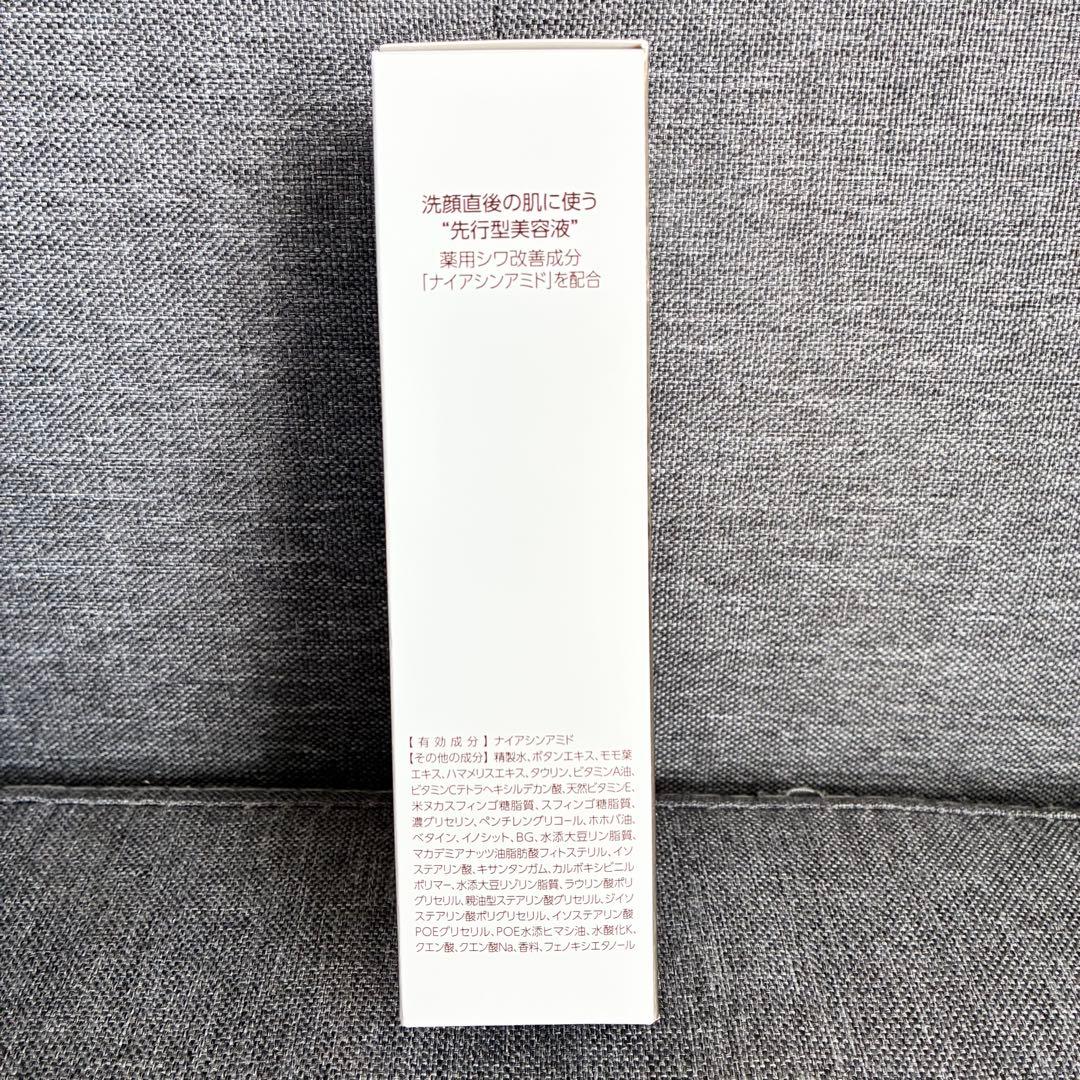 洗顔直後の肌に使う
“先行型美容液”
薬用シワ改善成分
「ナイアシンアミド」を配合
【有効成分】ナイアシンアミド
【その他の成分】精製水、ボタンエキス、モモ葉
エキス、ハマメリスエキス、タウリン、ビタミンA油、
ビタミンCテトラヘキシルデカン酸、天然ビタミンE、
米ヌカスフィンゴ糖脂質、スフィンゴ糖脂質、
濃グリセリン、ペンチレングリコール、ホホバ油、
ベタイン、イノシット、BG、水添大豆リン脂質、
マカデミアナッツ油脂肪酸フィトステリル、イソ
ステアリン酸、キサンタンガム、カルボキシビニル
ポリマー、水添大豆リゾリン脂質、ラウリン酸ポリ
グリセリル、親油型ステアリン酸グリセリル、ジイソ
ステアリン酸ポリグリセリル、イソステアリン酸
POEグリセリル、POE水添ヒマシ油、水酸化K、
クエン酸、クエン酸Na、香料、フェノキシエタノール